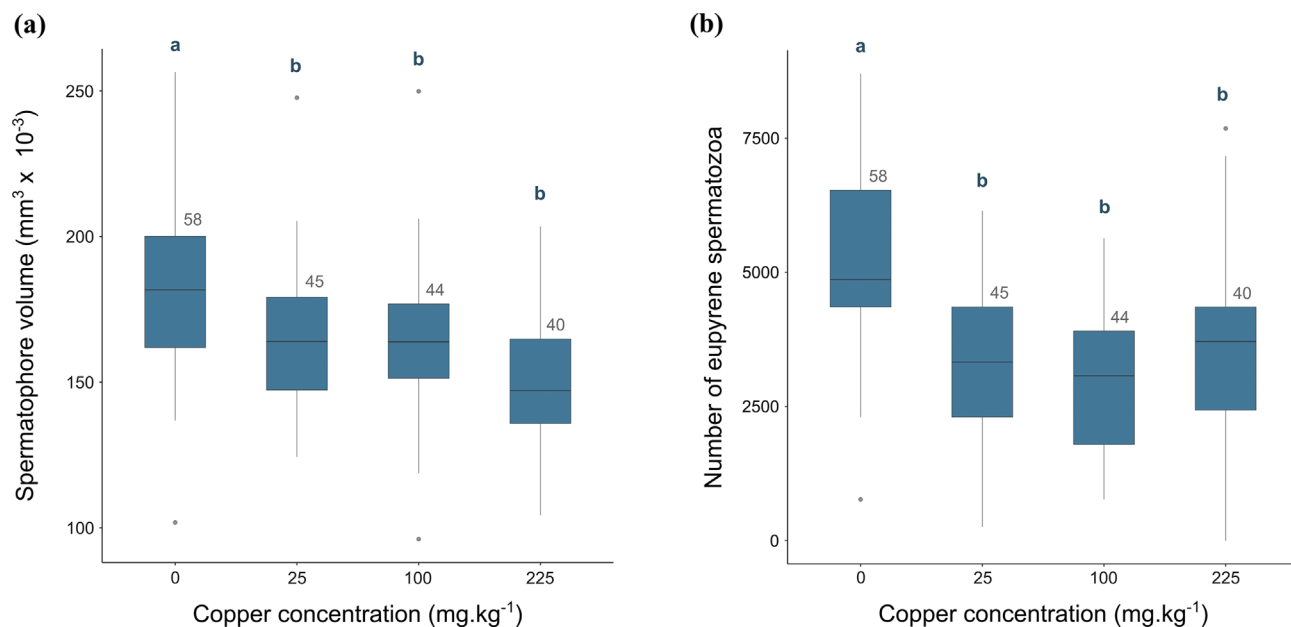 (a)
a
b
b
b
58
45
44
40
250
200
150
100
Spermatophore volume (mm³ x 10⁻³)
0 25 100 225
Copper concentration (mg.kg⁻¹)
(b)
a
b
b
b
58
45
44
40
7500
5000
2500
0
Number of eupyrene spermatozoa
0 25 100 225
Copper concentration (mg.kg⁻¹)